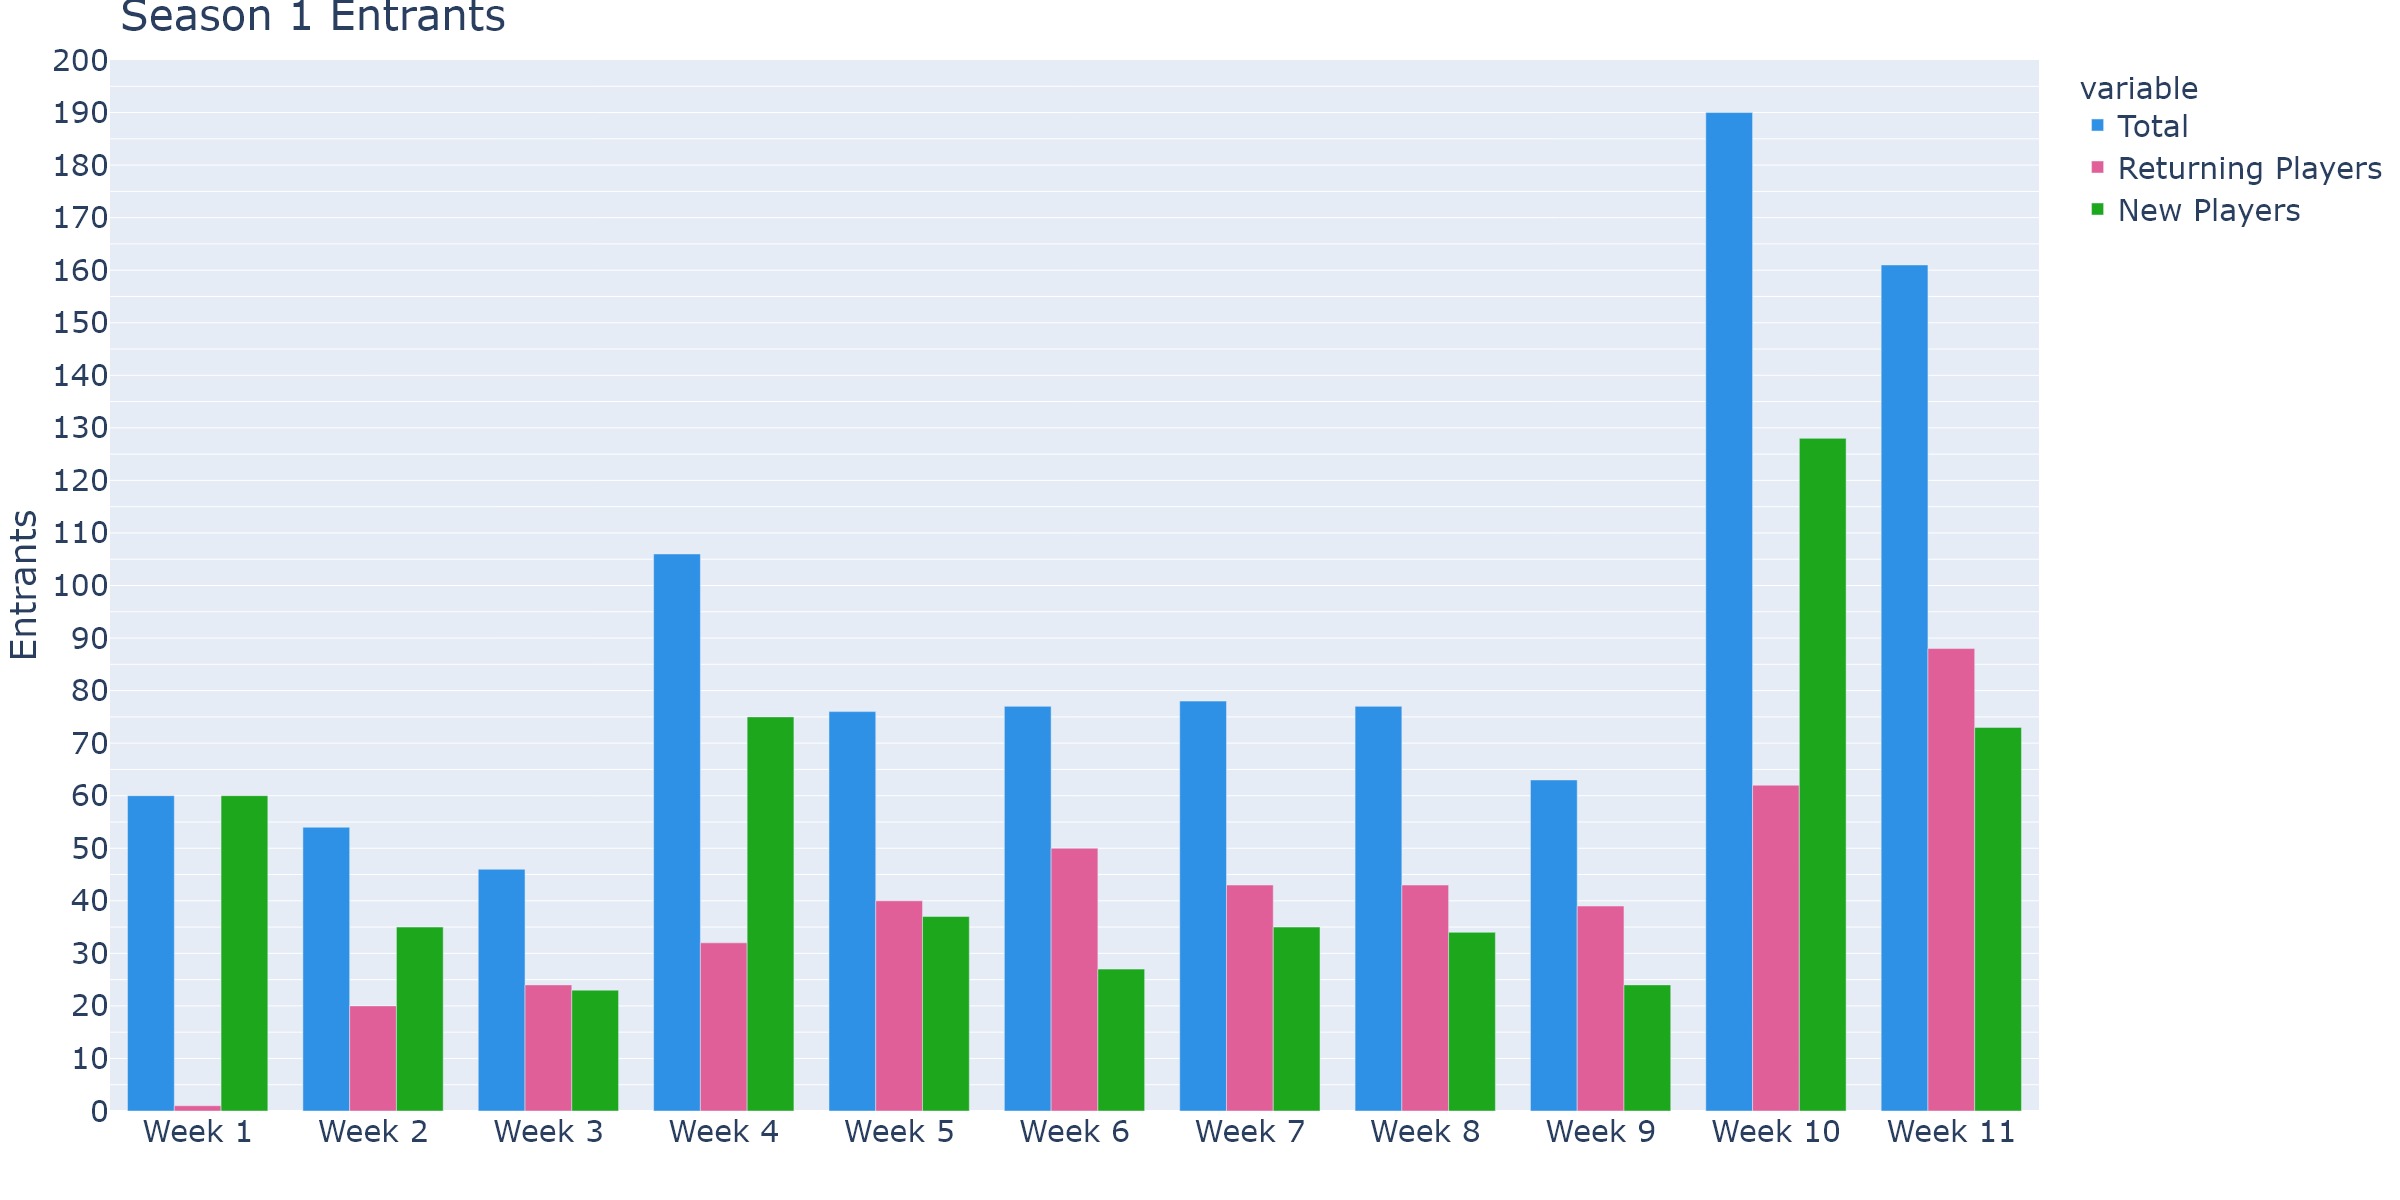 Season 1 Entrants
200
190
180
170
160
150
140
130
120
110
100
90
80
70
60
50
40
30
20
10
0
Entrants
Week 1
Week 2
Week 3
Week 4
Week 5
Week 6
Week 7
Week 8
Week 9
Week 10
Week 11
variable
Total
Returning Players
New Players